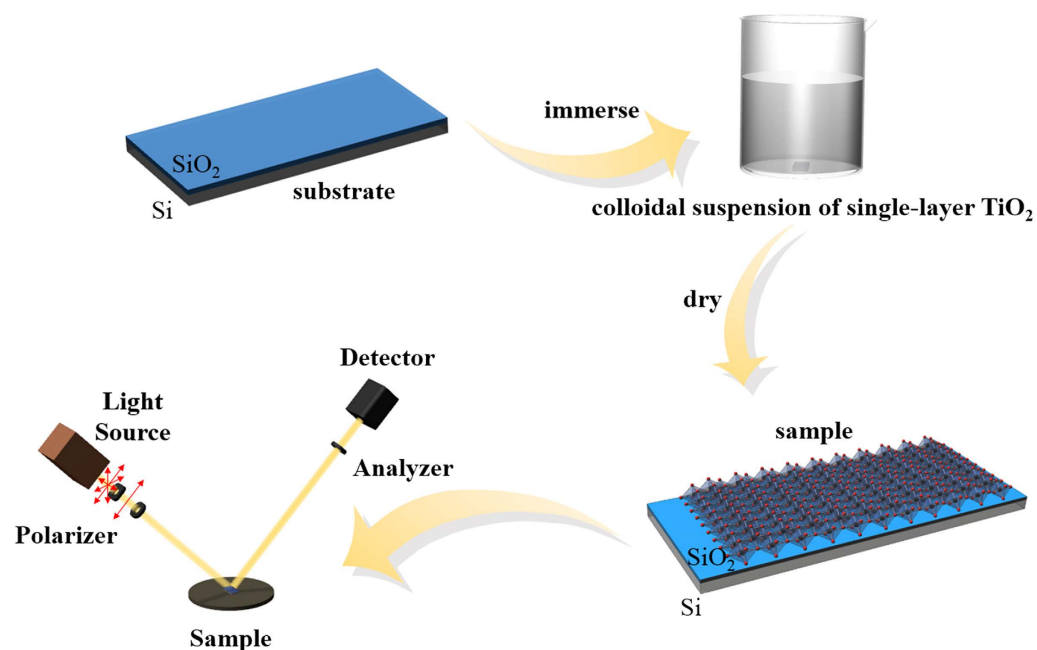 SiO₂
Si
substrate
immerse
colloidal suspension of single-layer TiO₂
dry
sample
SiO₂
Si
Detector
Light
Source
Analyzer
Polarizer
Sample